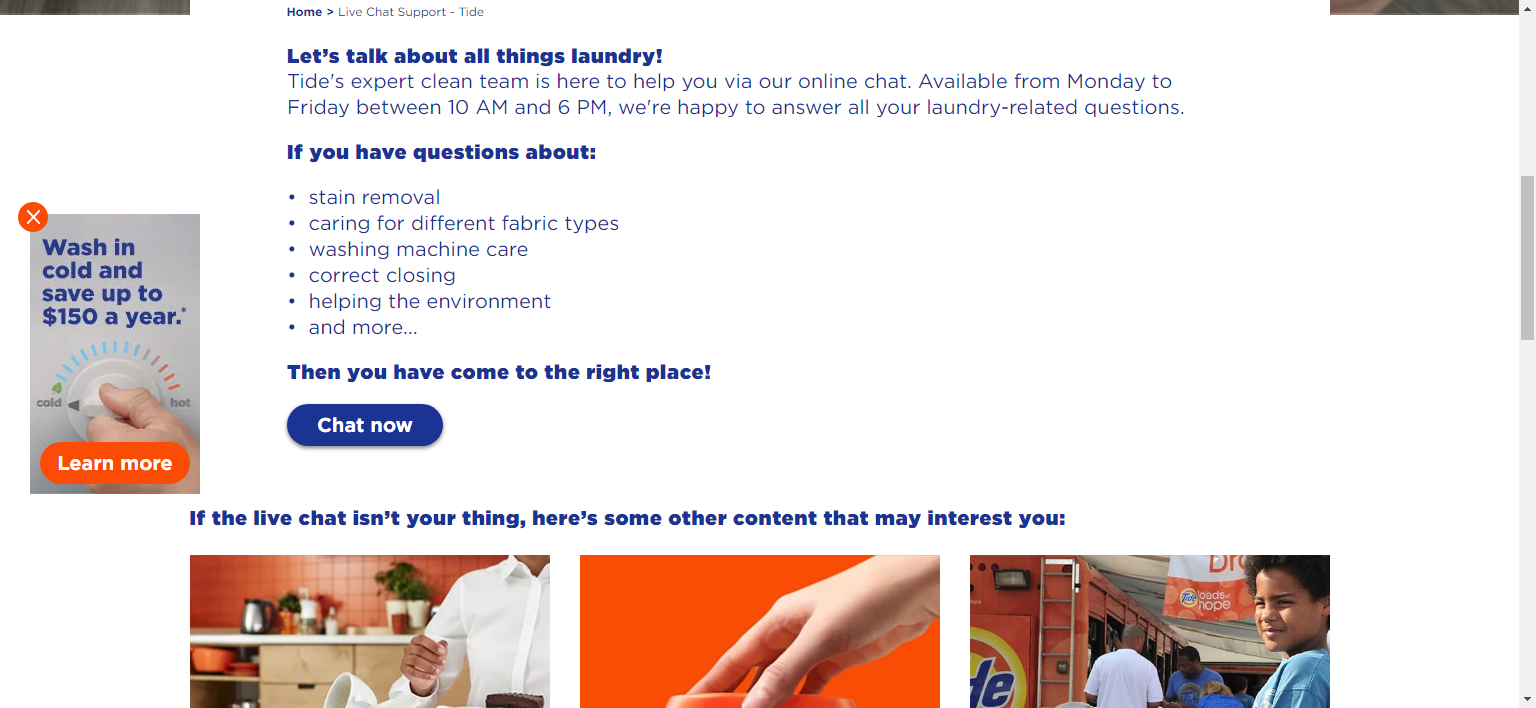 Home > Live Chat Support - Tide
Let's talk about all things laundry!
Tide's expert clean team is here to help you via our online chat. Available from Monday to
Friday between 10 AM and 6 PM, we're happy to answer all your laundry-related questions.
If you have questions about:
• stain removal
• caring for different fabric types
• washing machine care
• correct closing
• helping the environment
• and more...
Then you have come to the right place!
Chat now
Wash in
cold and
save up to
$150 a year.*
cold
hot
Learn more
If the live chat isn't your thing, here's some other content that may interest you:
Tide
loads of
hope